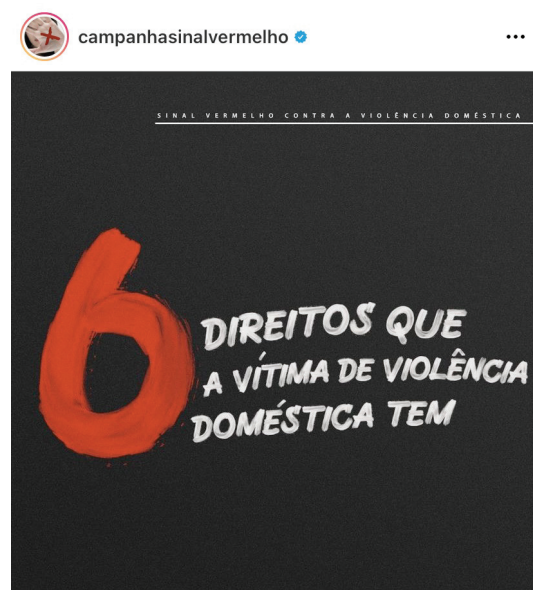 campanhasinalvermelho
SINAL VERMELHO CONTRA A VIOLÊNCIA DOMÉSTICA
6 DIREITOS QUE
A VÍTIMA DE VIOLÊNCIA
DOMÉSTICA TEM